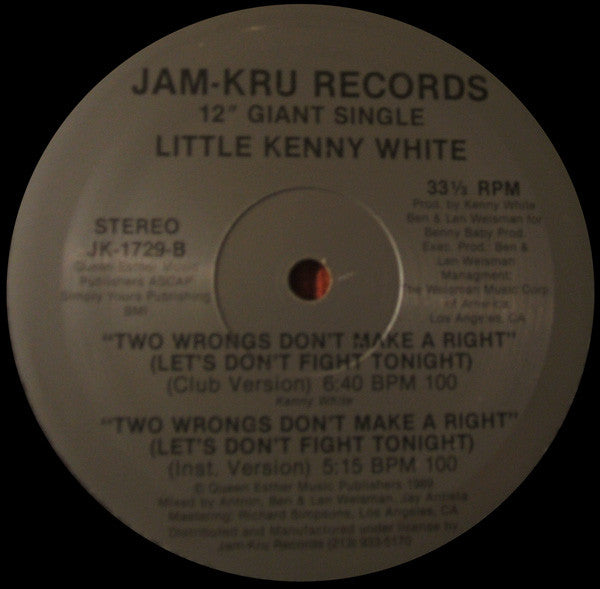 JAM-KRU RECORDS
12" GIANT SINGLE
LITTLE KENNY WHITE
STEREO
JK-1729-B
Queen Esther Music
Publishers ASCAP
Simply Yours Publishing
BMI
33⅓ RPM
Prod. by Kenny White
Ben & Len Weisman for
Benny Baby Prod.
Exec. Prod: Ben &
Len Weisman
Managment:
The Weisman Music Corp.
of America,
Los Angeles, CA
"TWO WRONGS DON'T MAKE A RIGHT"
(LET'S DON'T FIGHT TONIGHT)
(Club Version) 6:40 BPM 100
Kenny White
"TWO WRONGS DON'T MAKE A RIGHT"
(LET'S DON'T FIGHT TONIGHT)
(Inst. Version) 5:15 BPM 100
Queen Esther Music Publishers 1989
Mixed by Ben & Len Weisman, Jay
Mastering: Richard Simpsons, Los Angeles, CA
Distributed and Manufactured under license by
Jam-Kru Records (213) 933-5170